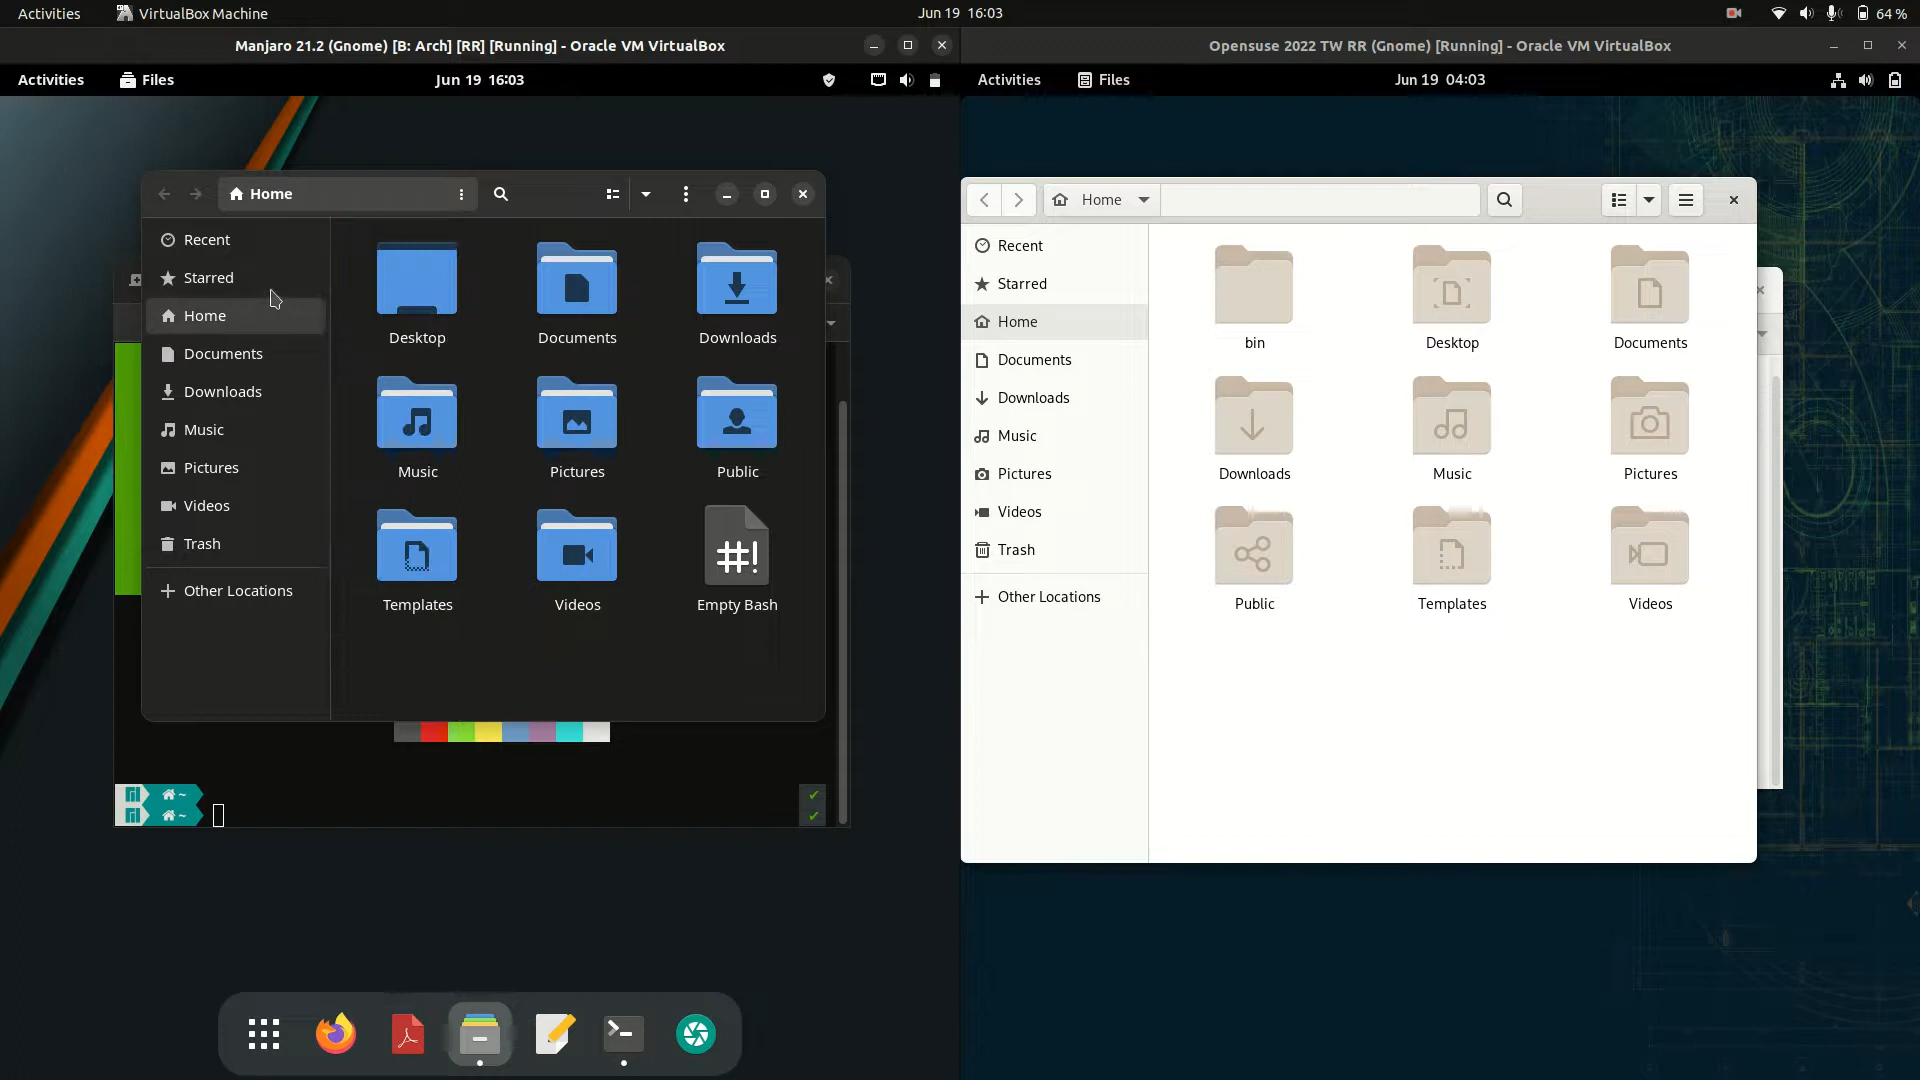 Activities VirtualBox Machine Jun 19 16:03 64 %
Manjaro 21.2 (Gnome) [B: Arch] [RR] [Running] - Oracle VM VirtualBox
Activities Files Jun 19 16:03
Home
Recent
Starred
Home
Documents
Downloads
Music
Pictures
Videos
Trash
Other Locations
Desktop Documents Downloads
Music Pictures Public
#!
Templates Videos Empty Bash
~
~
Opensuse 2022 TW RR (Gnome) [Running] - Oracle VM VirtualBox
Activities Files Jun 19 04:03
Home
Recent
Starred
Home
Documents
Downloads
Music
Pictures
Videos
Trash
Other Locations
bin Desktop Documents
Downloads Music Pictures
Public Templates Videos